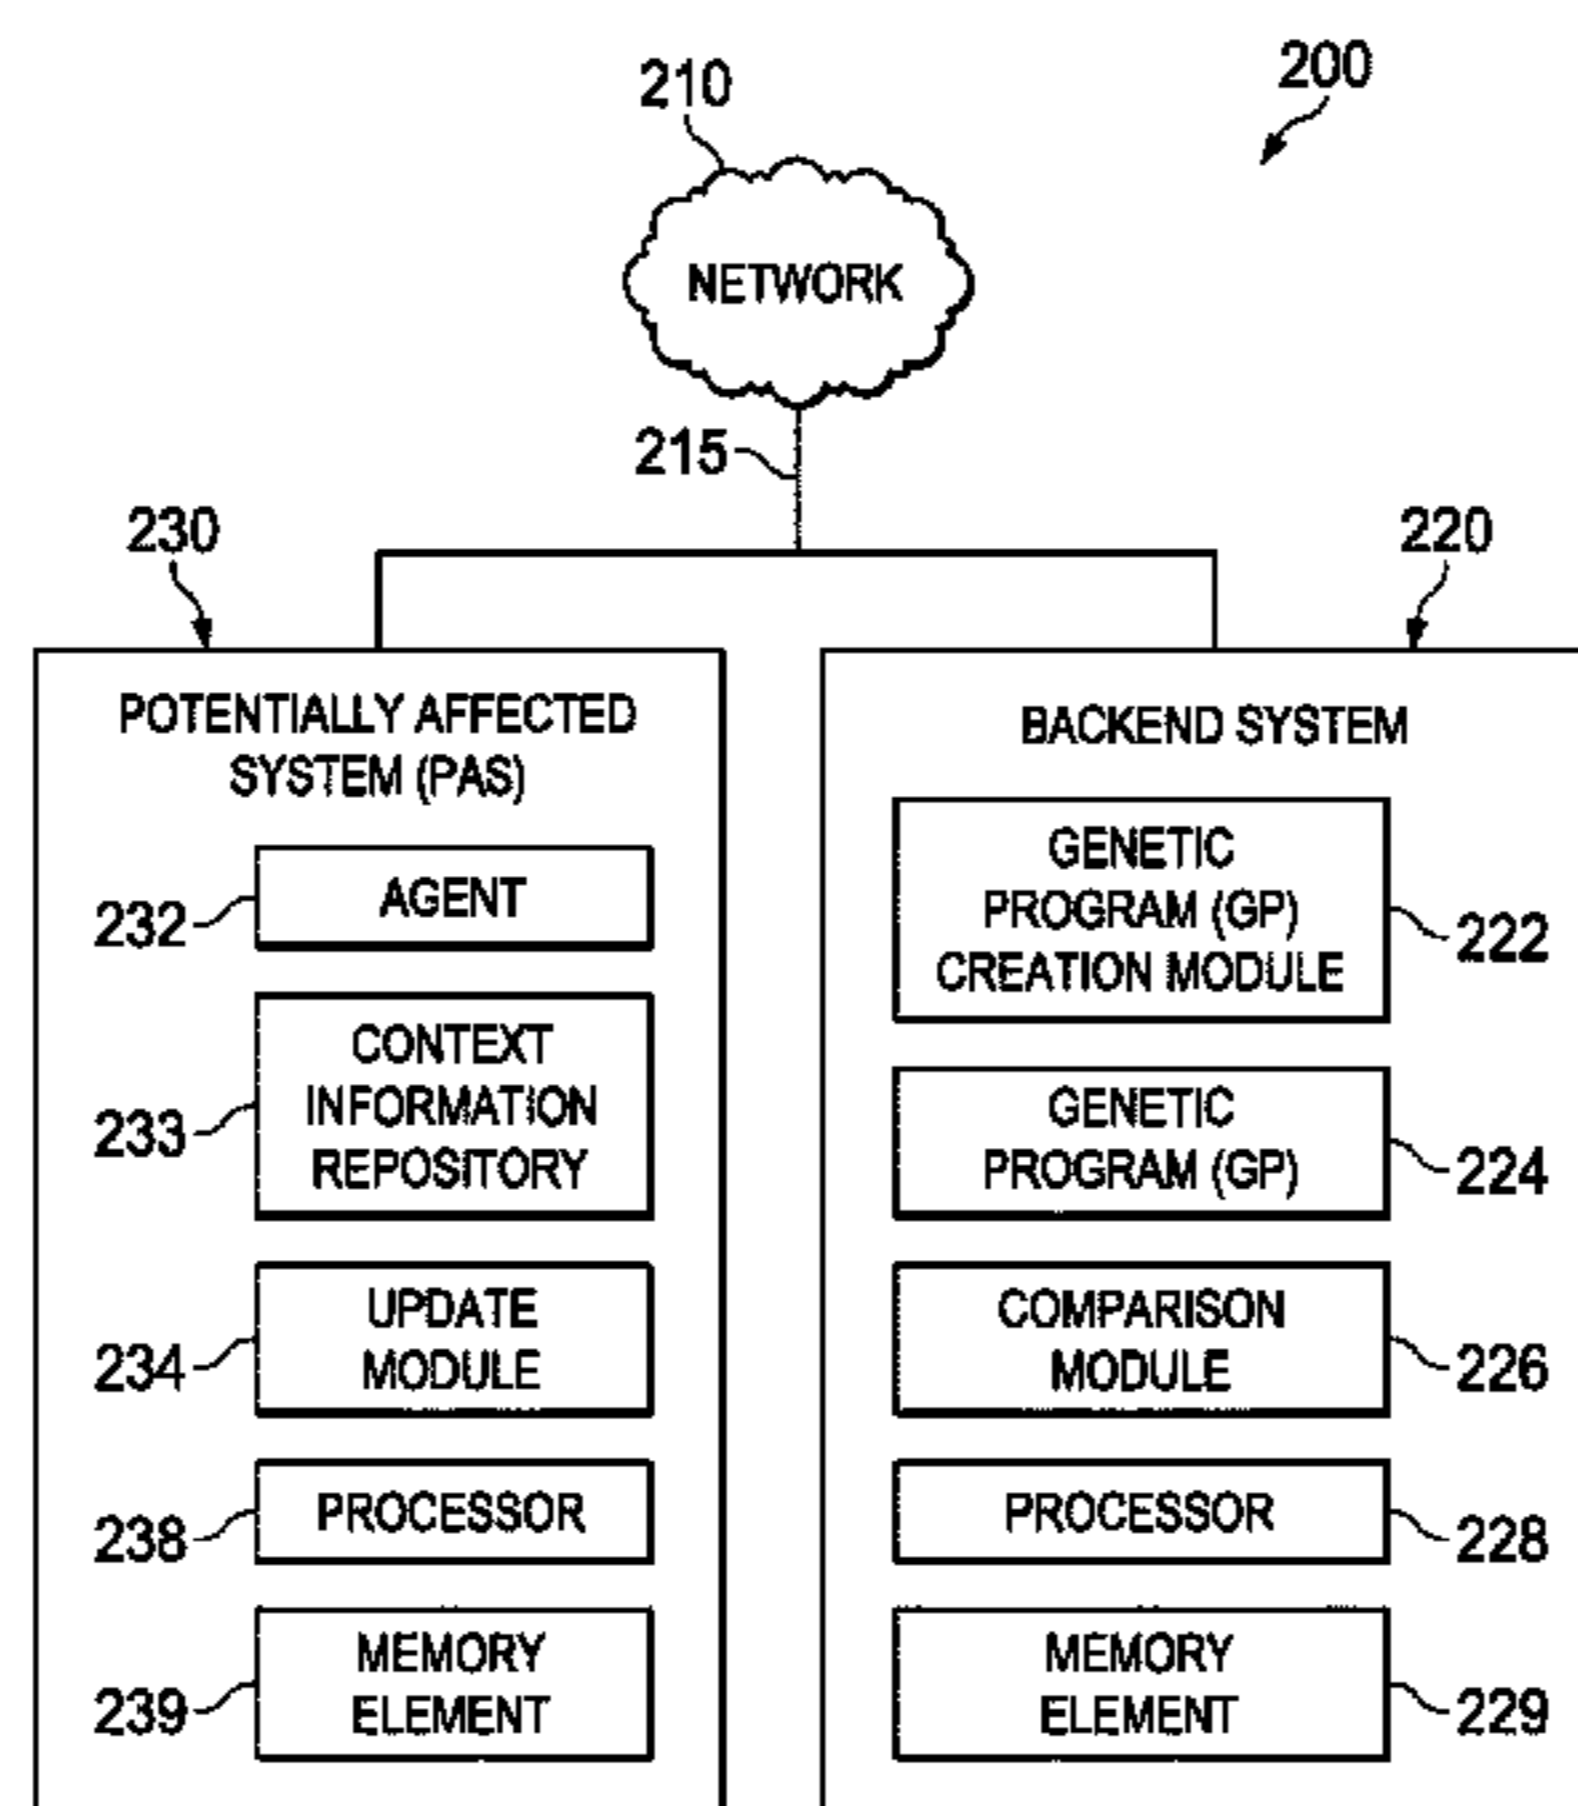 200
210
NETWORK
215
230
220
POTENTIALLY AFFECTED
SYSTEM (PAS)
AGENT
232
CONTEXT
INFORMATION
REPOSITORY
233
UPDATE
MODULE
234
PROCESSOR
238
MEMORY
ELEMENT
239
BACKEND SYSTEM
GENETIC
PROGRAM (GP)
CREATION MODULE
222
GENETIC
PROGRAM (GP)
224
COMPARISON
MODULE
226
PROCESSOR
228
MEMORY
ELEMENT
229